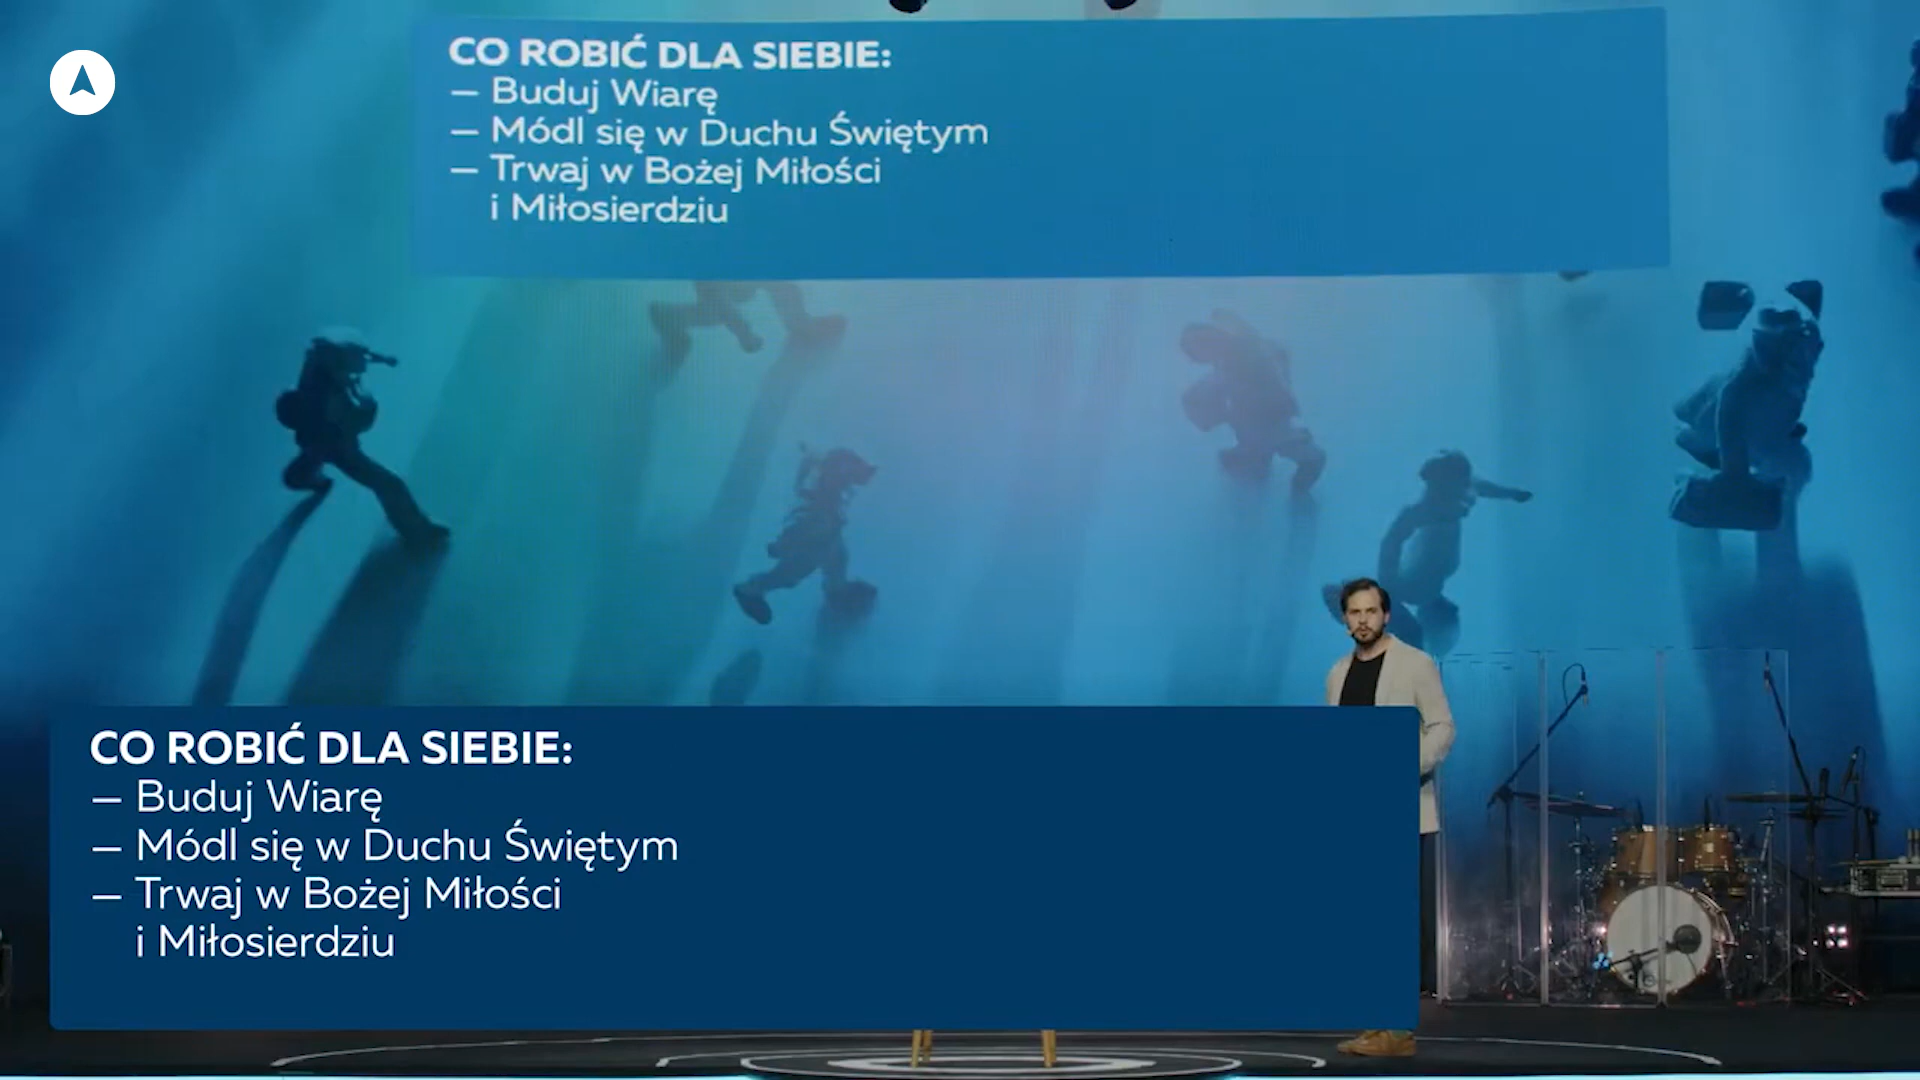 CO ROBIĆ DLA SIEBIE:
— Buduj Wiarę
— Módl się w Duchu Świętym
— Trwaj w Bożej Miłości
i Miłosierdziu
CO ROBIĆ DLA SIEBIE:
— Buduj Wiarę
— Módl się w Duchu Świętym
— Trwaj w Bożej Miłości
i Miłosierdziu